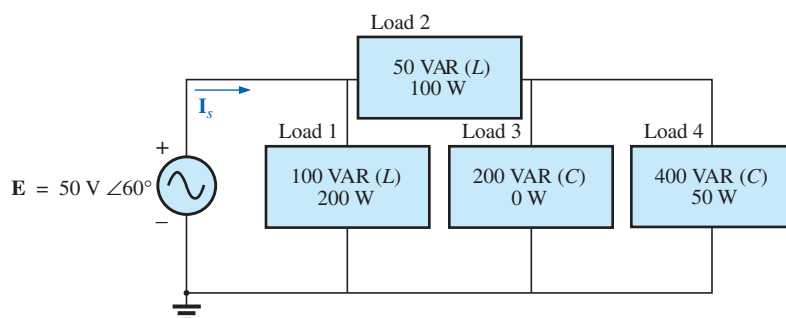 Load 2
50 VAR (L)
100 W
I_s
Load 1
Load 3
Load 4
+
E = 50 V ∠60°
–
100 VAR (L)
200 W
200 VAR (C)
0 W
400 VAR (C)
50 W